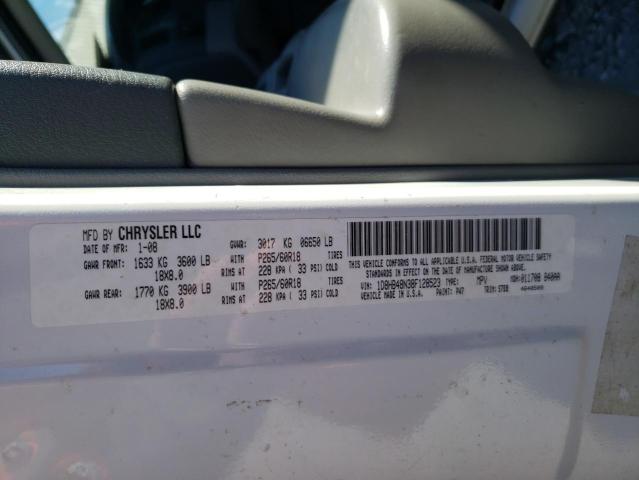 MFD BY CHRYSLER LLC
DATE OF MFR 1-08 GVWR: 3017 KG 06650 LB
GAWR FRONT: 1633 KG 3600 LB WITH P265/60R18 TIRES
18X8.0 RIMS AT 228 KPA ( 33 PSI) COLD
GAWR REAR: 1770 KG 3900 LB WITH P265/60R18 TIRES
18X8.0 RIMS AT 228 KPA ( 33 PSI) COLD
THIS VEHICLE CONFORMS TO ALL APPLICABLE U.S.A. FEDERAL MOTOR VEHICLE SAFETY
STANDARDS IN EFFECT ON THE DATE OF MANUFACTURE SHOWN ABOVE.
VIN: 1D8HB48N38F128523 TYPE: MPV MDH:011708 040AA
VEHICLE MADE IN U.S.A. PAINT: PW7 TRIM: